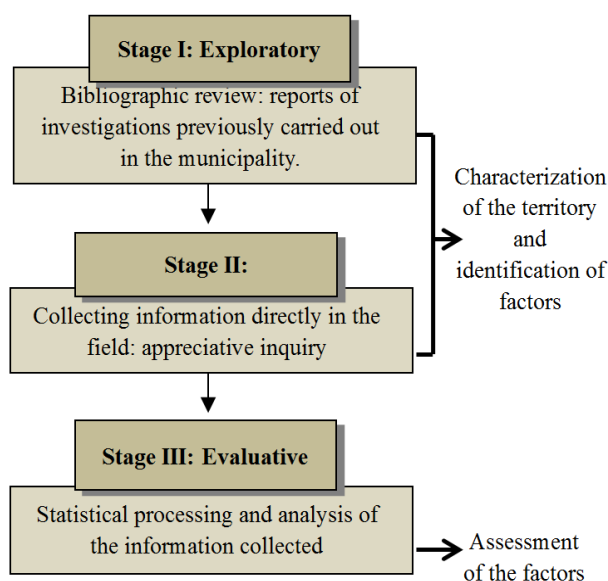 Stage I: Exploratory
Bibliographic review: reports of
investigations previously carried out
in the municipality.
Characterization
of the territory
and
identification of
factors
Stage II:
Collecting information directly in the
field: appreciative inquiry
Stage III: Evaluative
Statistical processing and analysis of
the information collected
Assessment
of the factors